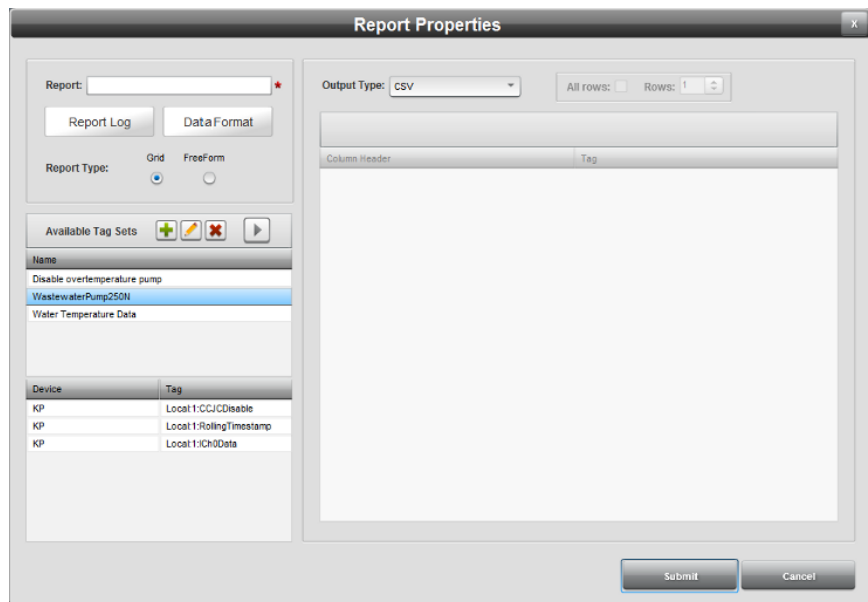 Report Properties
x
Report: *
Report Log
Data Format
Report Type:
Grid
FreeForm
Available Tag Sets
Name
Disable overtemperature pump
WastewaterPump250N
Water Temperature Data
Device
Tag
KP
Local:1:C.CJCDisable
KP
Local:1:I.RollingTimestamp
KP
Local:1:I.Ch0Data
Output Type:
CSV
All rows:
Rows:
1
Column Header
Tag
Submit
Cancel